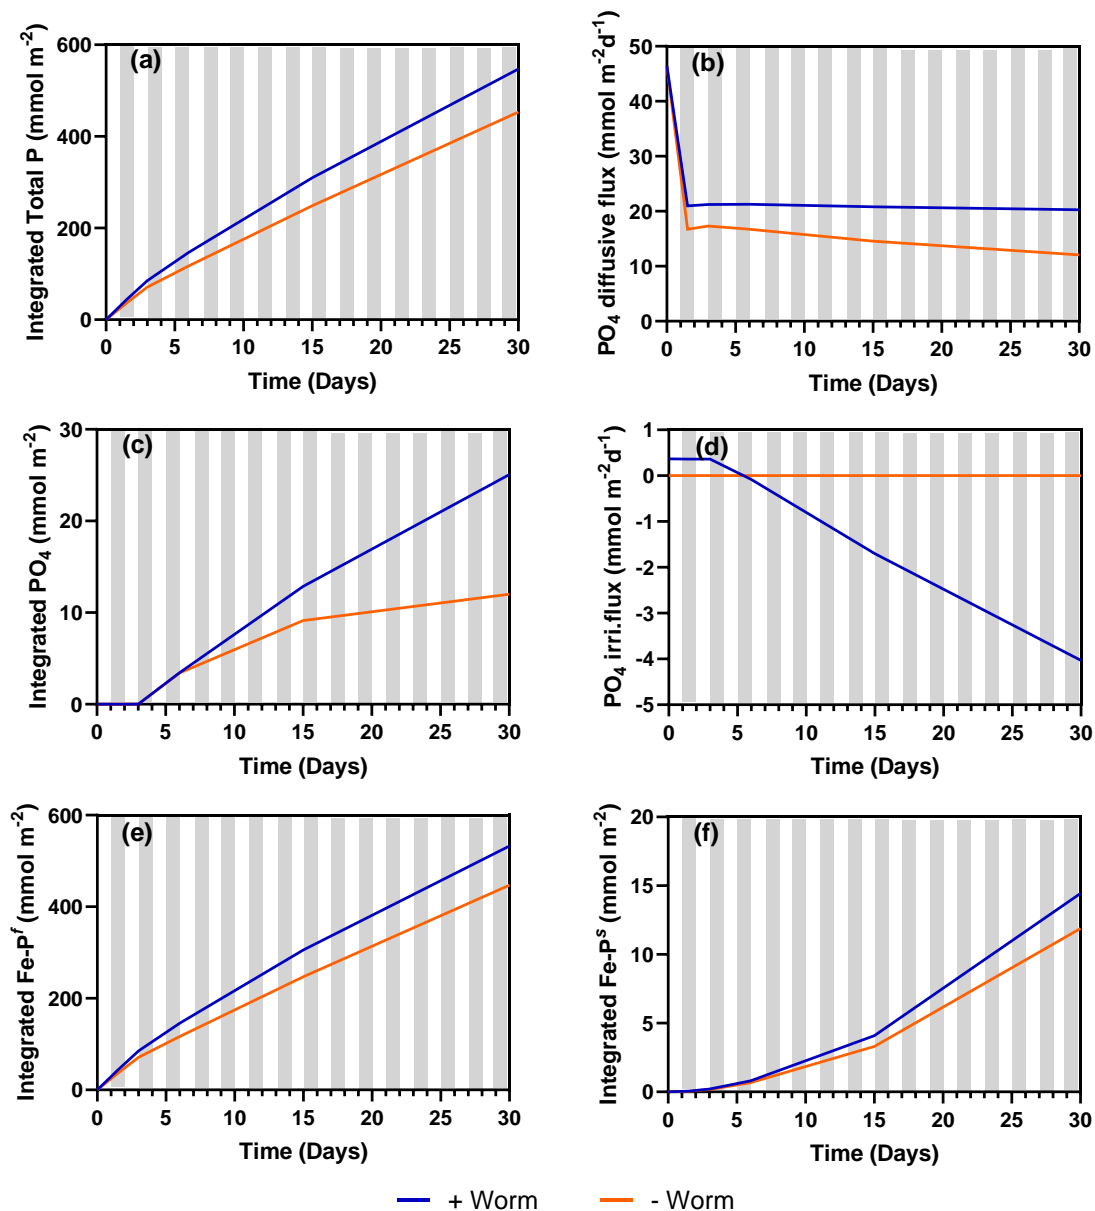 (a)
Integrated Total P (mmol m⁻²)
600
400
200
0
0 5 10 15 20 25 30
Time (Days)
(b)
PO₄ diffusive flux (mmol m⁻²d⁻¹)
50
40
30
20
10
0
0 5 10 15 20 25 30
Time (Days)
(c)
Integrated PO₄ (mmol m⁻²)
30
20
10
0
0 5 10 15 20 25 30
Time (Days)
(d)
PO₄ irri.flux (mmol m⁻²d⁻¹)
1
0
-1
-2
-3
-4
-5
0 5 10 15 20 25 30
Time (Days)
(e)
Integrated Fe-Pᶠ (mmol m⁻²)
600
400
200
0
0 5 10 15 20 25 30
Time (Days)
(f)
Integrated Fe-Pˢ (mmol m⁻²)
20
15
10
5
0
0 5 10 15 20 25 30
Time (Days)
+ Worm - Worm